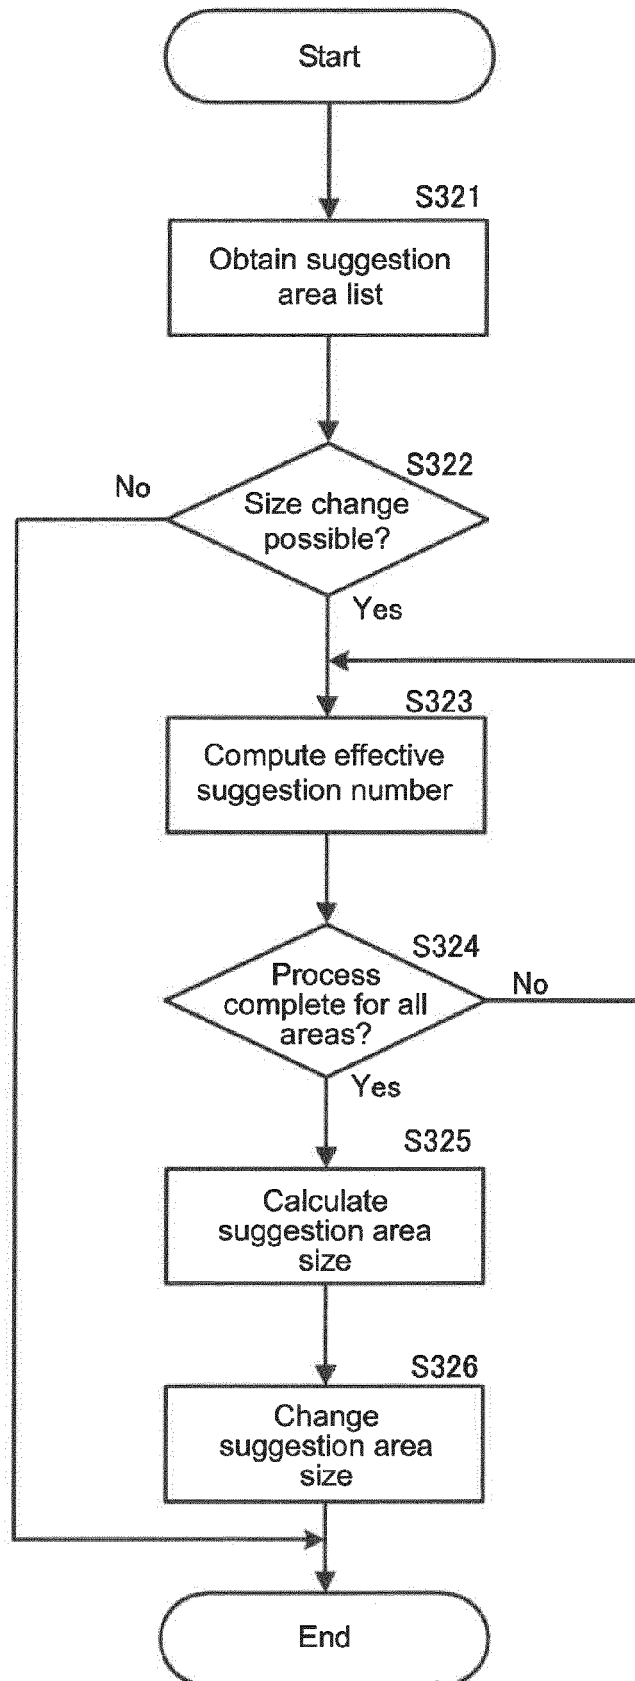 Start
S321
Obtain suggestion
area list
S322
No
Size change
possible?
Yes
S323
Compute effective
suggestion number
S324
Process
complete for all
areas?
No
Yes
S325
Calculate
suggestion area
size
S326
Change
suggestion area
size
End